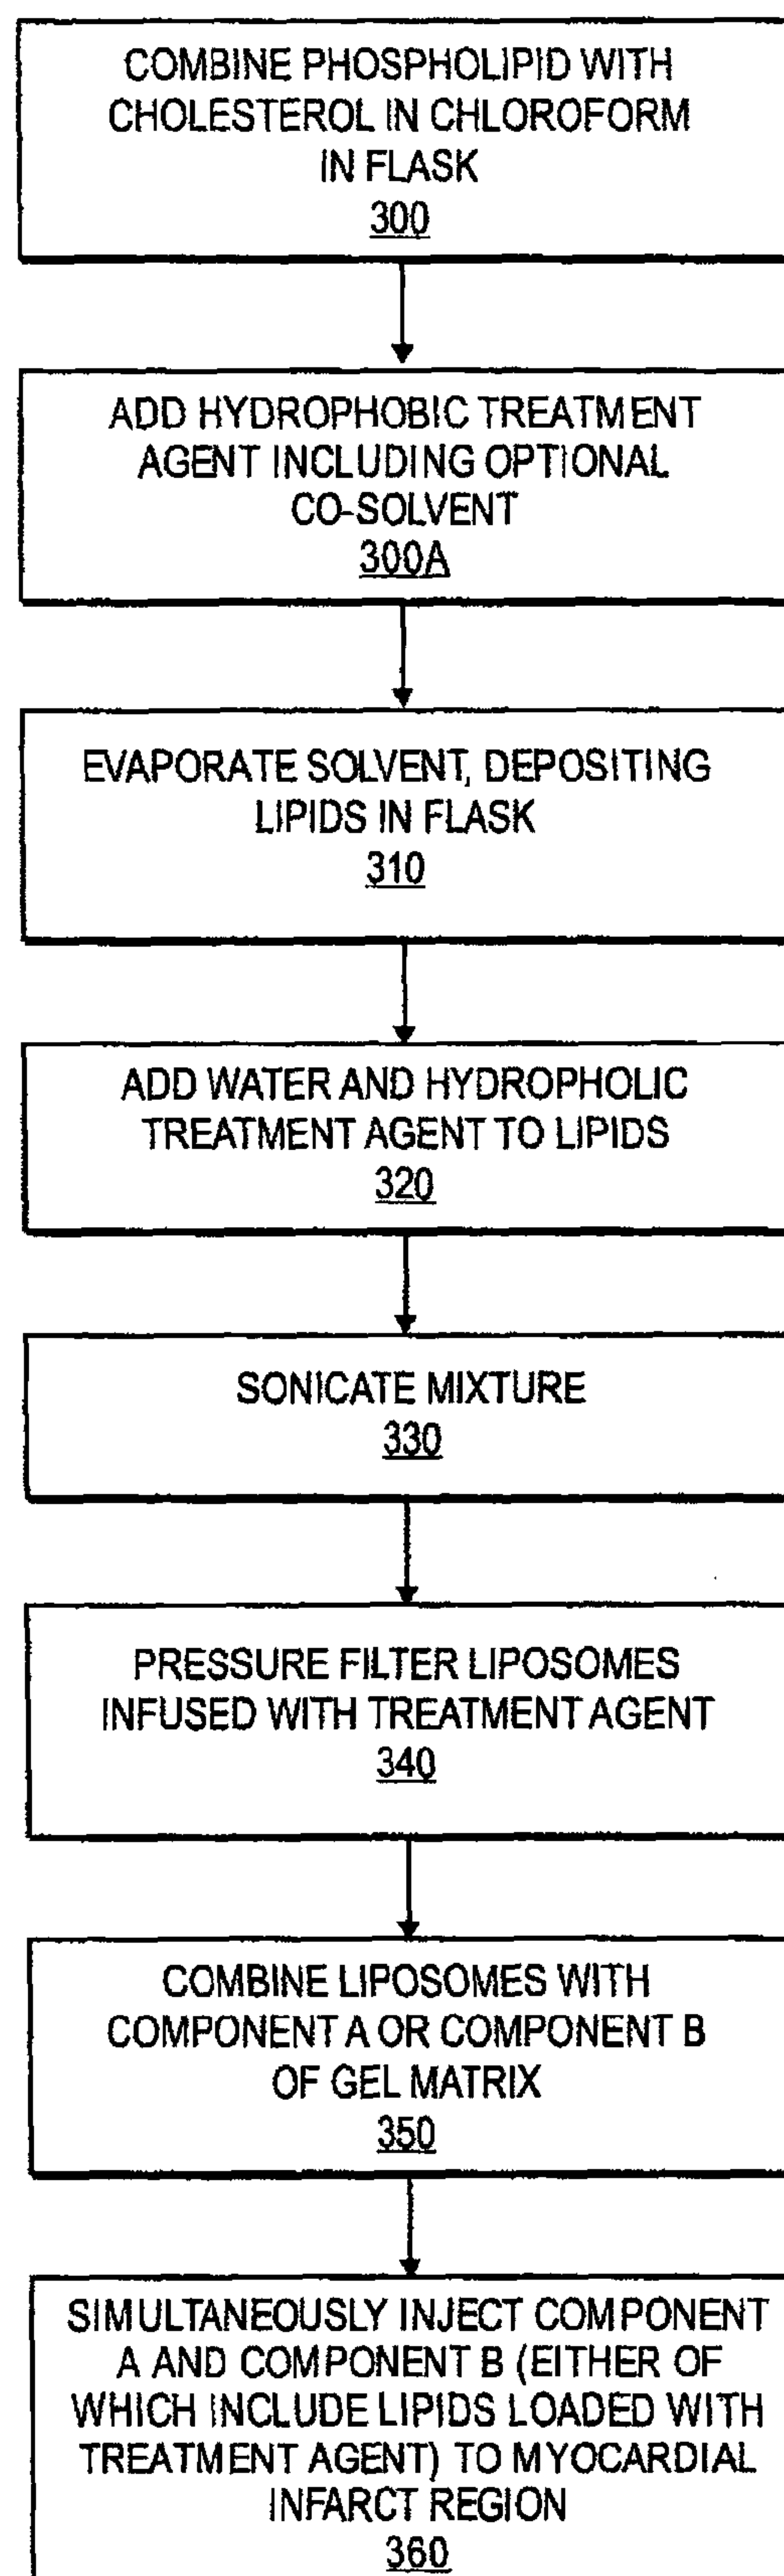 COMBINE PHOSPHOLIPID WITH
CHOLESTEROL IN CHLOROFORM
IN FLASK
300
ADD HYDROPHOBIC TREATMENT
AGENT INCLUDING OPTIONAL
CO-SOLVENT
300A
EVAPORATE SOLVENT, DEPOSITING
LIPIDS IN FLASK
310
ADD WATER AND HYDROPHOLIC
TREATMENT AGENT TO LIPIDS
320
SONICATE MIXTURE
330
PRESSURE FILTER LIPOSOMES
INFUSED WITH TREATMENT AGENT
340
COMBINE LIPOSOMES WITH
COMPONENT A OR COMPONENT B
OF GEL MATRIX
350
SIMULTANEOUSLY INJECT COMPONENT
A AND COMPONENT B (EITHER OF
WHICH INCLUDE LIPIDS LOADED WITH
TREATMENT AGENT) TO MYOCARDIAL
INFARCT REGION
360